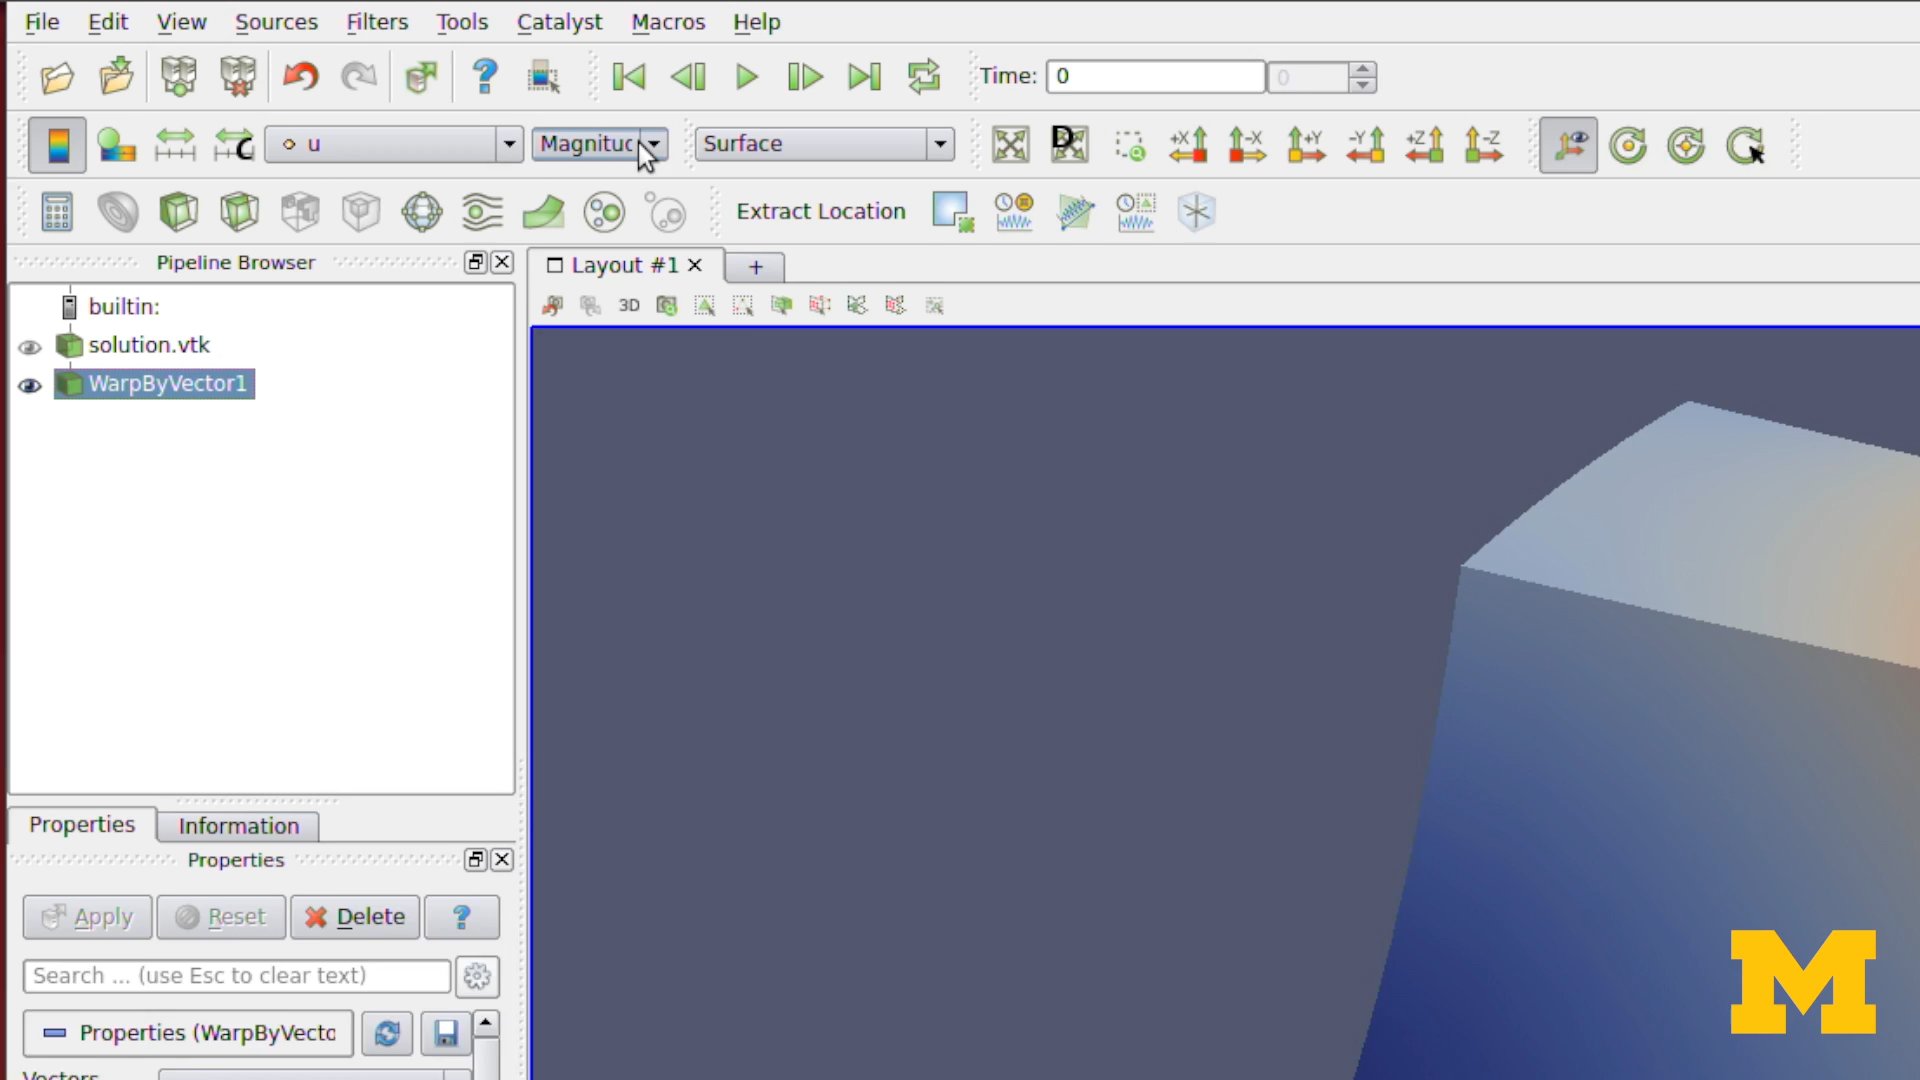 File Edit View Sources Filters Tools Catalyst Macros Help
Time: 0 0
C u Magnituc Surface D +X -X +Y -Y +Z -Z
Extract Location
Pipeline Browser
Layout #1
+
3D
builtin:
solution.vtk
WarpByVector1
Properties Information
Properties
Apply Reset Delete ?
Search ... (use Esc to clear text)
Properties (WarpByVecto
Vectors
M